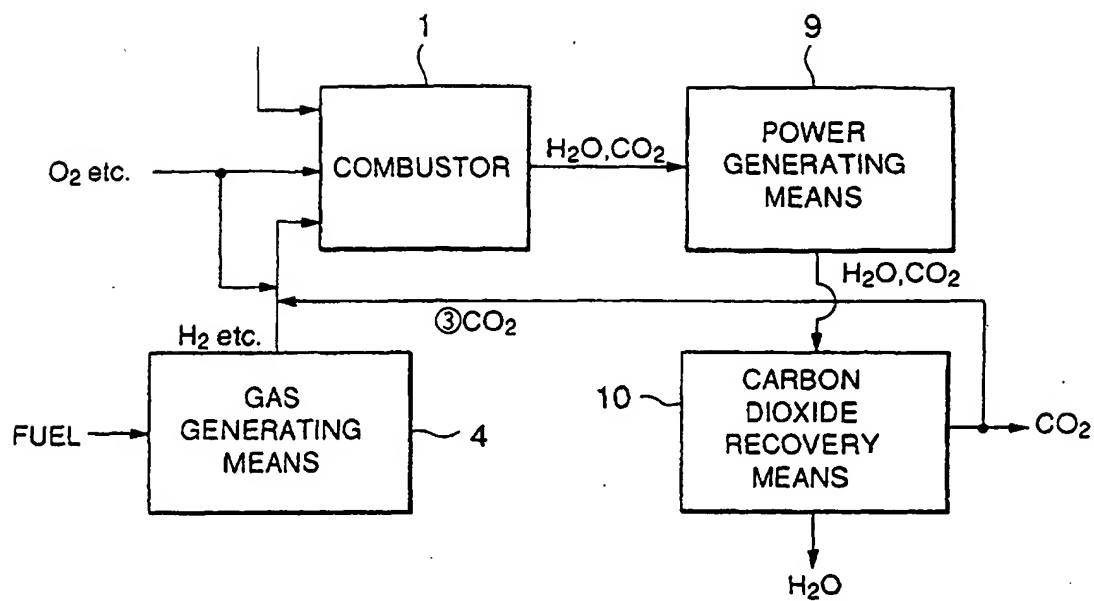 1
9
COMBUSTOR
POWER
GENERATING
MEANS
O₂ etc.
H₂O,CO₂
H₂O,CO₂
③CO₂
H₂ etc.
GAS
GENERATING
MEANS
FUEL
4
10
CARBON
DIOXIDE
RECOVERY
MEANS
CO₂
H₂O